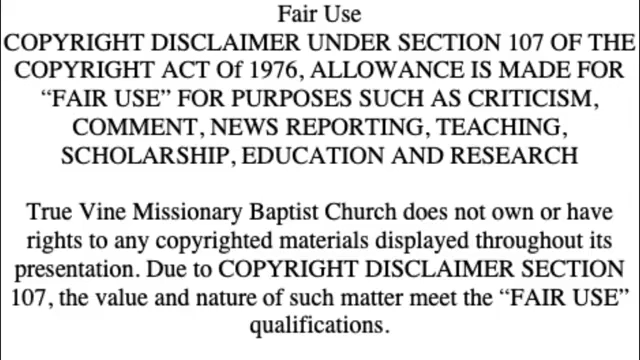 Fair Use
COPYRIGHT DISCLAIMER UNDER SECTION 107 OF THE
COPYRIGHT ACT Of 1976, ALLOWANCE IS MADE FOR
“FAIR USE” FOR PURPOSES SUCH AS CRITICISM,
COMMENT, NEWS REPORTING, TEACHING,
SCHOLARSHIP, EDUCATION AND RESEARCH
True Vine Missionary Baptist Church does not own or have
rights to any copyrighted materials displayed throughout its
presentation. Due to COPYRIGHT DISCLAIMER SECTION
107, the value and nature of such matter meet the “FAIR USE”
qualifications.